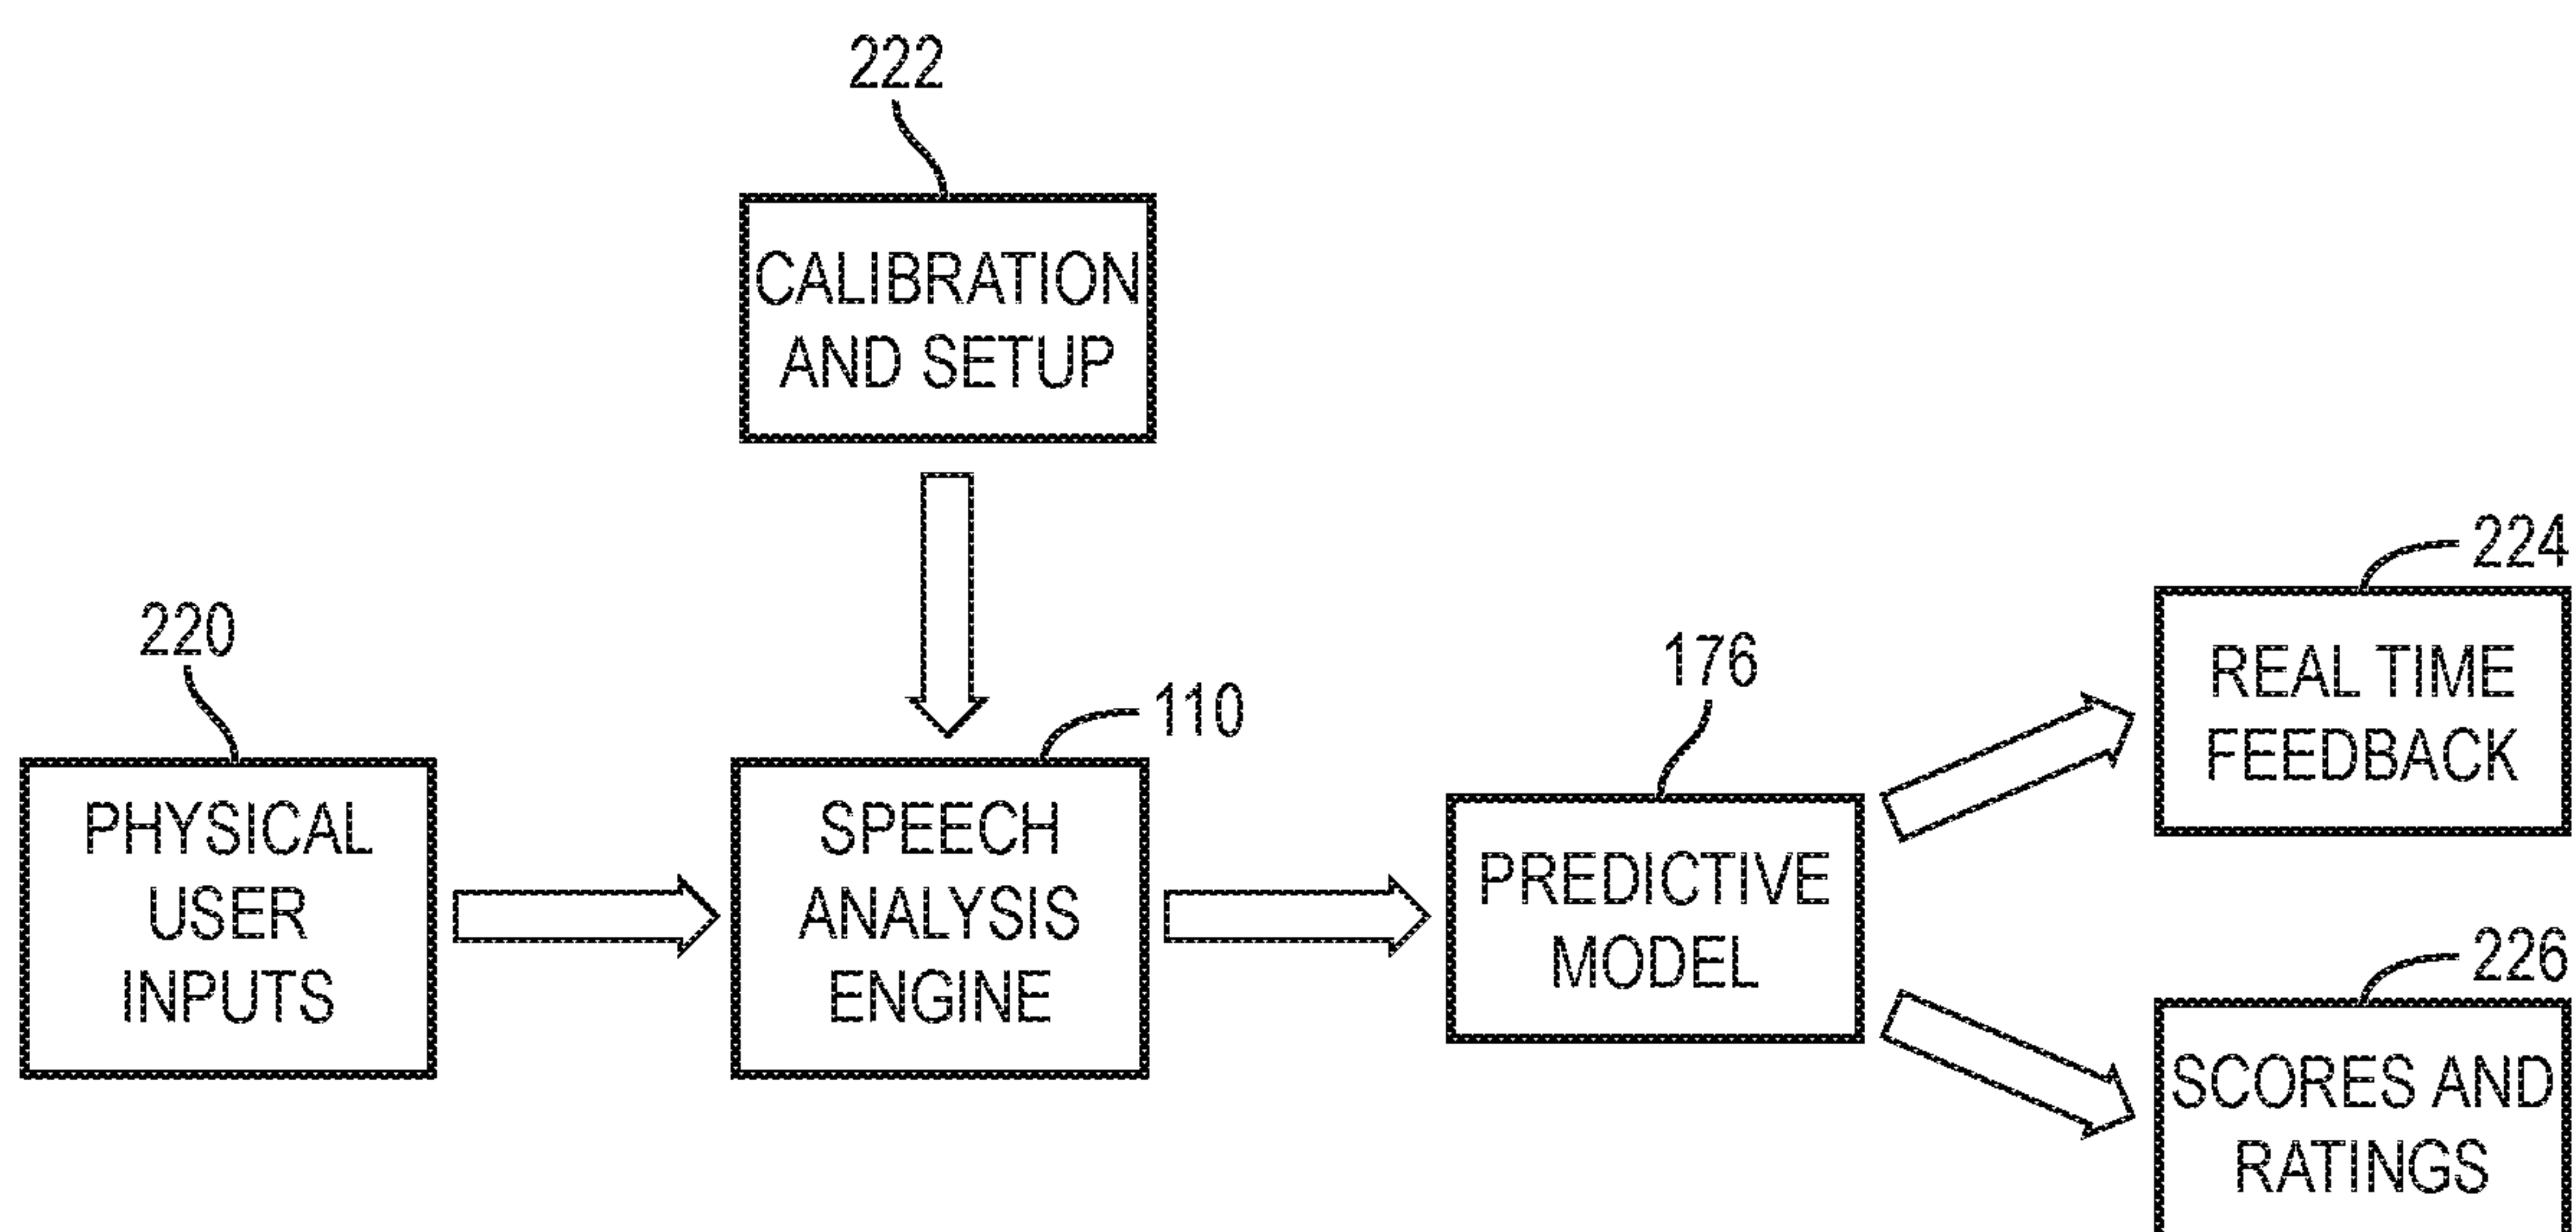 222
CALIBRATION
AND SETUP
220
PHYSICAL
USER
INPUTS
110
SPEECH
ANALYSIS
ENGINE
176
PREDICTIVE
MODEL
224
REAL TIME
FEEDBACK
226
SCORES AND
RATINGS